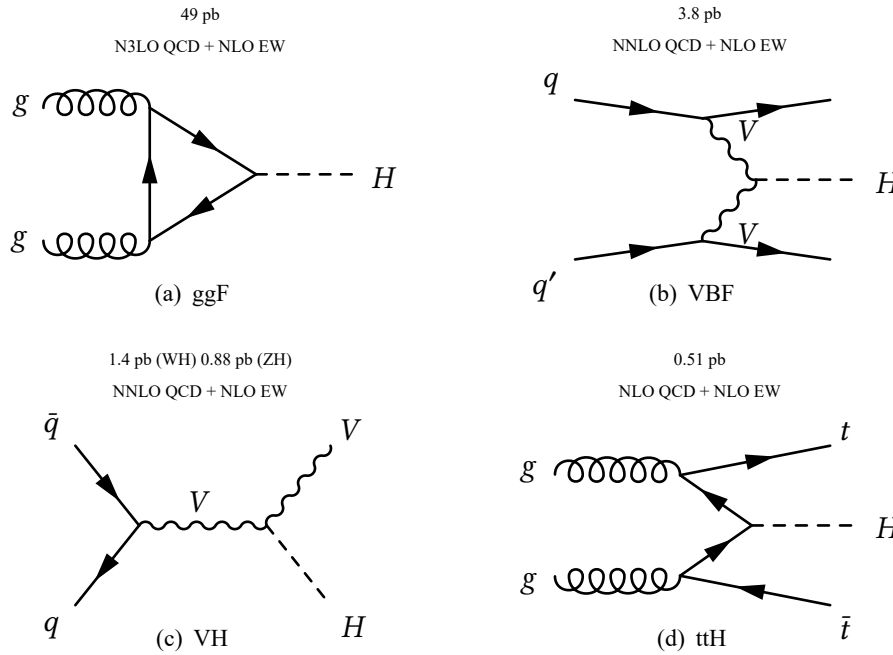 49 pb
N3LO QCD + NLO EW
g
g
H
(a) ggF
3.8 pb
NNLO QCD + NLO EW
q
V
H
V
q′
(b) VBF
1.4 pb (WH) 0.88 pb (ZH)
NNLO QCD + NLO EW
q̄
V
V
q
H
(c) VH
0.51 pb
NLO QCD + NLO EW
t
g
H
g
t̄
(d) ttH